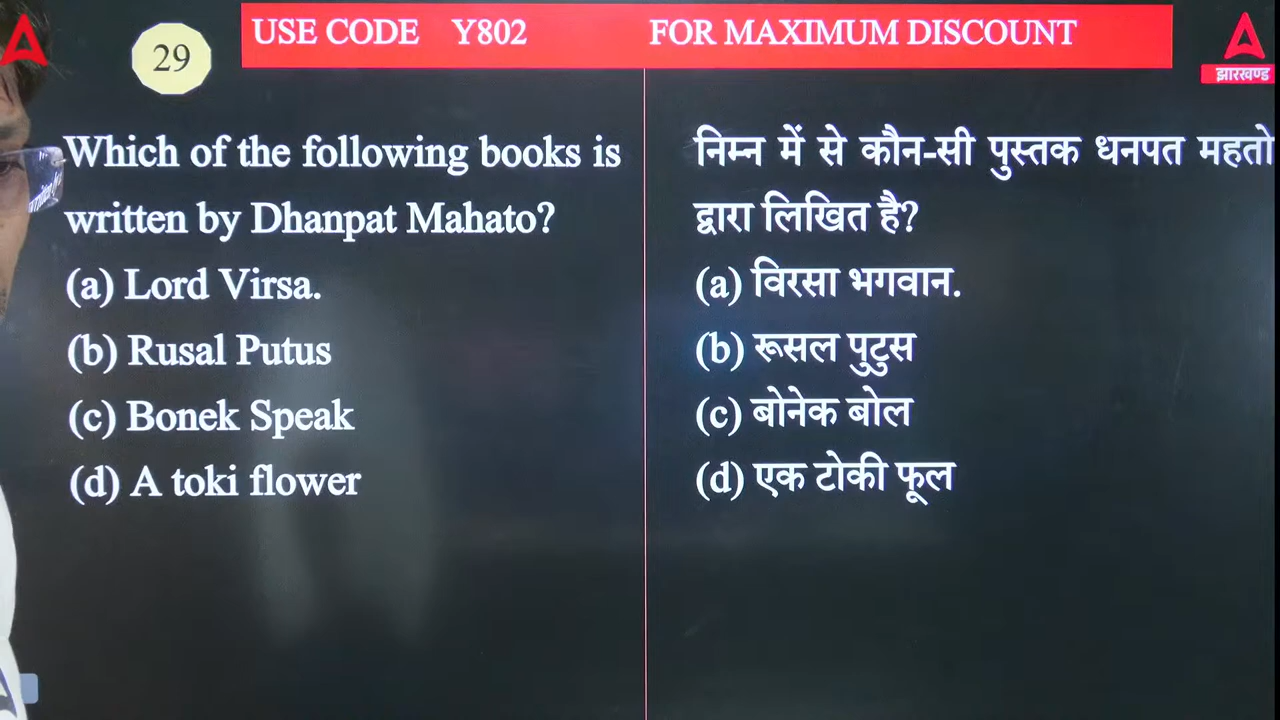 USE CODE Y802 FOR MAXIMUM DISCOUNT
29
झारखण्ड
Which of the following books is
written by Dhanpat Mahato?
(a) Lord Virsa.
(b) Rusal Putus
(c) Bonek Speak
(d) A toki flower
निम्न में से कौन-सी पुस्तक धनपत महतो
द्वारा लिखित है?
(a) विरसा भगवान.
(b) रूसल पुटुस
(c) बोनेक बोल
(d) एक टोकी फूल